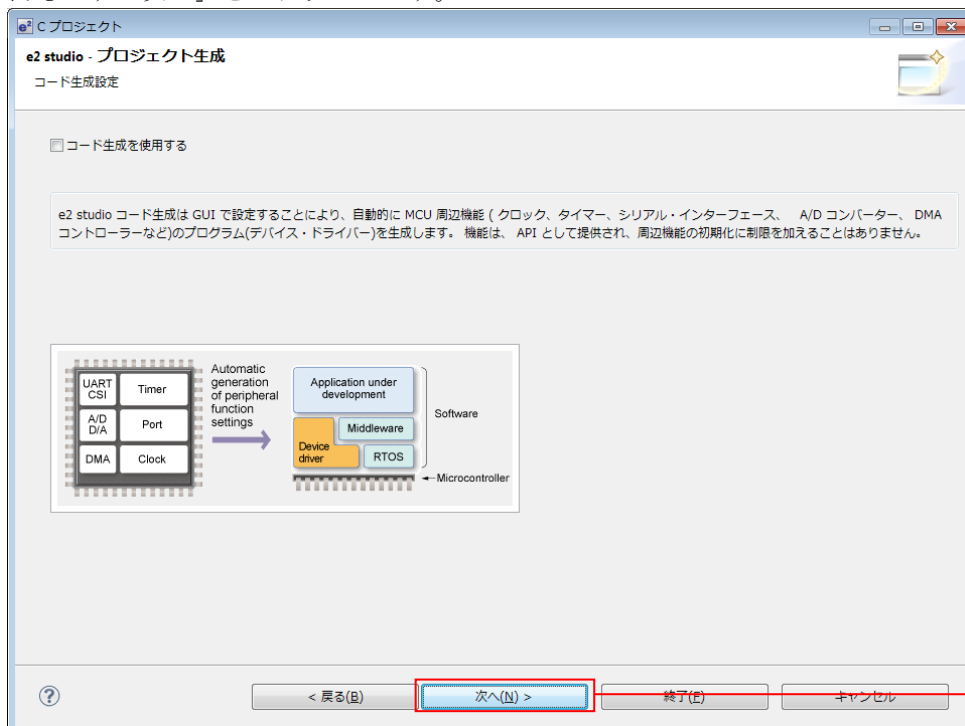 e² C プロジェクト
e2 studio - プロジェクト生成
コード生成設定
コード生成を使用する
e2 studio コード生成は GUI で設定することにより、自動的に MCU 周辺機能 ( クロック、タイマー、シリアル・インターフェース、 A/D コンバーター、 DMA
コントローラーなど)のプログラム(デバイス・ドライバー)を生成します。 機能は、 API として提供され、周辺機能の初期化に制限を加えることはありません。
UART
CSI
Timer
A/D
D/A
Port
DMA
Clock
Automatic
generation
of peripheral
function
settings
Application under
development
Middleware
Device
driver
RTOS
Software
Microcontroller
? < 戻る(B) 次へ(N) > 終了(F) キャンセル